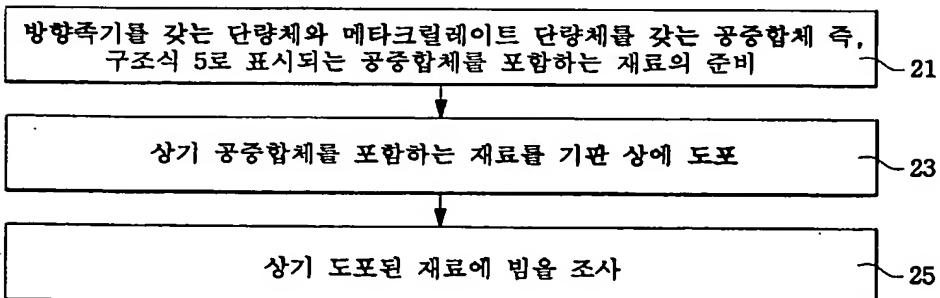 방향족기를 갖는 단량체와 메타크릴레이트 단량체를 갖는 공중합체 즉,
구조식 5로 표시되는 공중합체를 포함하는 재료의 준비
21
상기 공중합체를 포함하는 재료를 기판 상에 도포
23
상기 도포된 재료에 빔을 조사
25